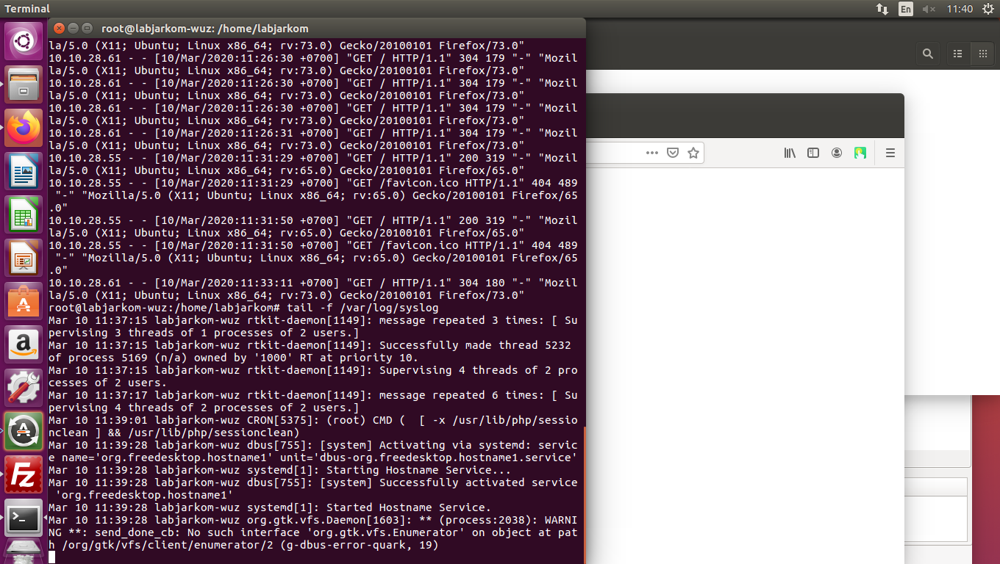 Terminal
En
11:40
root@labjarkom-wuz: /home/labjarkom
la/5.0 (X11; Ubuntu; Linux x86_64; rv:73.0) Gecko/20100101 Firefox/73.0"
10.10.28.61 - - [10/Mar/2020:11:26:30 +0700] "GET / HTTP/1.1" 304 179 "-" "Mozil
la/5.0 (X11; Ubuntu; Linux x86_64; rv:73.0) Gecko/20100101 Firefox/73.0"
10.10.28.61 - - [10/Mar/2020:11:26:30 +0700] "GET / HTTP/1.1" 304 179 "-" "Mozil
la/5.0 (X11; Ubuntu; Linux x86_64; rv:73.0) Gecko/20100101 Firefox/73.0"
10.10.28.61 - - [10/Mar/2020:11:26:30 +0700] "GET / HTTP/1.1" 304 179 "-" "Mozil
la/5.0 (X11; Ubuntu; Linux x86_64; rv:73.0) Gecko/20100101 Firefox/73.0"
10.10.28.61 - - [10/Mar/2020:11:26:31 +0700] "GET / HTTP/1.1" 304 179 "-" "Mozil
la/5.0 (X11; Ubuntu; Linux x86_64; rv:73.0) Gecko/20100101 Firefox/73.0"
10.10.28.55 - - [10/Mar/2020:11:31:29 +0700] "GET / HTTP/1.1" 200 319 "-" "Mozil
la/5.0 (X11; Ubuntu; Linux x86_64; rv:65.0) Gecko/20100101 Firefox/65.0"
10.10.28.55 - - [10/Mar/2020:11:31:29 +0700] "GET /favicon.ico HTTP/1.1" 404 489
 "-" "Mozilla/5.0 (X11; Ubuntu; Linux x86_64; rv:65.0) Gecko/20100101 Firefox/65
.0"
10.10.28.55 - - [10/Mar/2020:11:31:50 +0700] "GET / HTTP/1.1" 200 319 "-" "Mozil
la/5.0 (X11; Ubuntu; Linux x86_64; rv:65.0) Gecko/20100101 Firefox/65.0"
10.10.28.55 - - [10/Mar/2020:11:31:50 +0700] "GET /favicon.ico HTTP/1.1" 404 489
 "-" "Mozilla/5.0 (X11; Ubuntu; Linux x86_64; rv:65.0) Gecko/20100101 Firefox/65
.0"
10.10.28.61 - - [10/Mar/2020:11:33:11 +0700] "GET / HTTP/1.1" 304 180 "-" "Mozil
la/5.0 (X11; Ubuntu; Linux x86_64; rv:73.0) Gecko/20100101 Firefox/73.0"
root@labjarkom-wuz:/home/labjarkom# tail -f /var/log/syslog
Mar 10 11:37:15 labjarkom-wuz rtkit-daemon[1149]: message repeated 3 times: [ Su
pervising 3 threads of 1 processes of 2 users.]
Mar 10 11:37:15 labjarkom-wuz rtkit-daemon[1149]: Successfully made thread 5232
of process 5169 (n/a) owned by '1000' RT at priority 10.
Mar 10 11:37:15 labjarkom-wuz rtkit-daemon[1149]: Supervising 4 threads of 2 pro
cesses of 2 users.
Mar 10 11:37:17 labjarkom-wuz rtkit-daemon[1149]: message repeated 6 times: [ Su
pervising 4 threads of 2 processes of 2 users.]
Mar 10 11:39:01 labjarkom-wuz CRON[5375]: (root) CMD (  [ -x /usr/lib/php/sessio
nclean ] && /usr/lib/php/sessionclean)
Mar 10 11:39:28 labjarkom-wuz dbus[755]: [system] Activating via systemd: servic
e name='org.freedesktop.hostname1' unit='dbus-org.freedesktop.hostname1.service'
Mar 10 11:39:28 labjarkom-wuz systemd[1]: Starting Hostname Service...
Mar 10 11:39:28 labjarkom-wuz dbus[755]: [system] Successfully activated service
 'org.freedesktop.hostname1'
Mar 10 11:39:28 labjarkom-wuz systemd[1]: Started Hostname Service.
Mar 10 11:39:28 labjarkom-wuz org.gtk.vfs.Daemon[1603]: ** (process:2038): WARNI
NG **: send_done_cb: No such interface 'org.gtk.vfs.Enumerator' on object at pat
h /org/gtk/vfs/client/enumerator/2 (g-dbus-error-quark, 19)